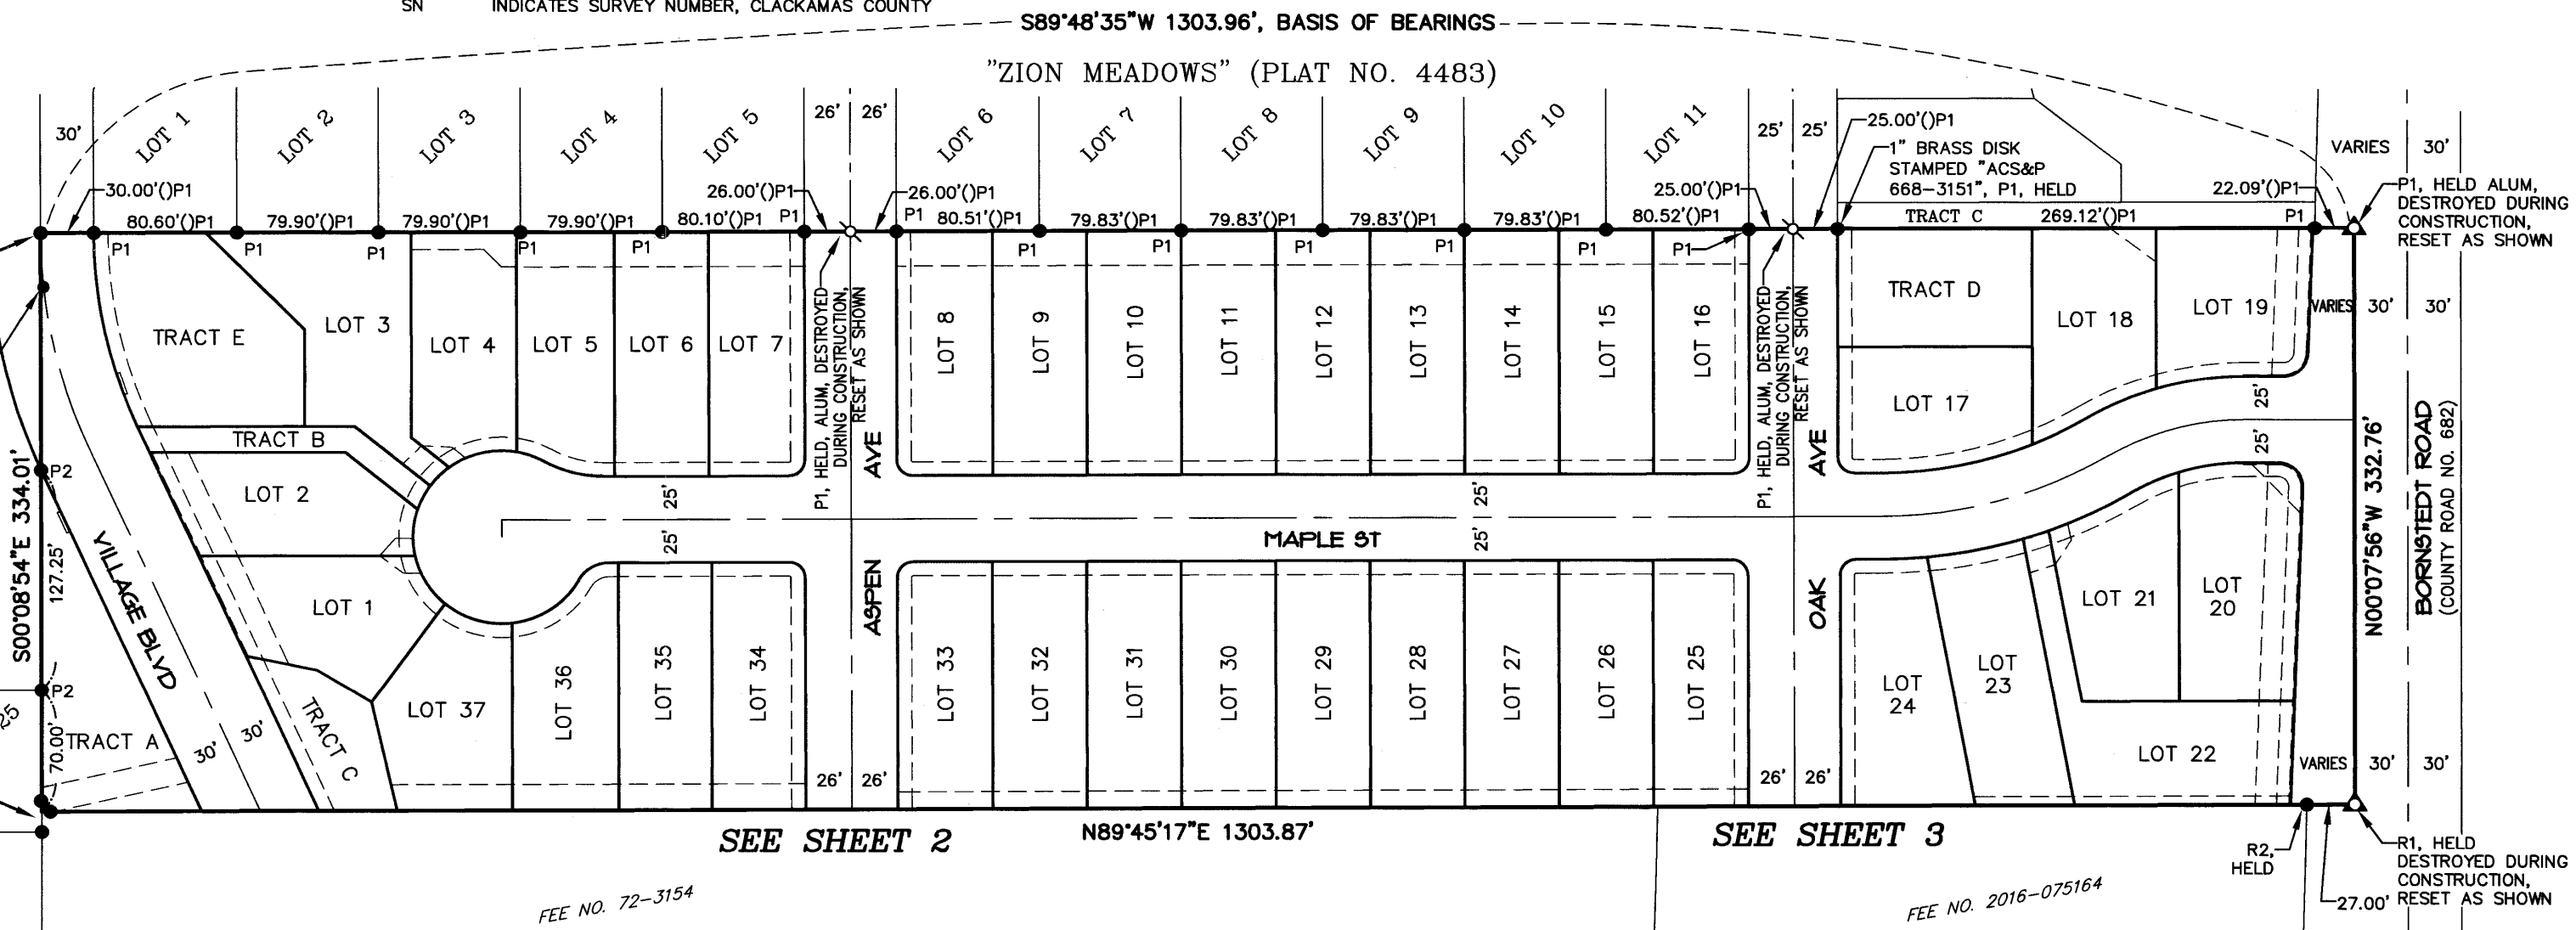 SN INDICATES SURVEY NUMBER, CLACKAMAS COUNTY
S89°48'35"W 1303.96', BASIS OF BEARINGS
"ZION MEADOWS" (PLAT NO. 4483)
30'
LOT 1
LOT 2
LOT 3
LOT 4
LOT 5
26'
26'
LOT 6
LOT 7
LOT 8
LOT 9
LOT 10
LOT 11
25'
25'
25.00'()P1
1" BRASS DISK
STAMPED "ACS&P
668-3151", P1, HELD
VARIES
30'
30.00'()P1
26.00'()P1
26.00'()P1
25.00'()P1
22.09'()P1
P1, HELD ALUM,
DESTROYED DURING
CONSTRUCTION,
RESET AS SHOWN
80.60'()P1
79.90'()P1
79.90'()P1
79.90'()P1
80.10'()P1
P1
P1
80.51'()P1
79.83'()P1
79.83'()P1
79.83'()P1
79.83'()P1
80.52'()P1
TRACT C
269.12'()P1
P1
P1
P1
P1
P1
P1
P1
P1
P1
P1
P1
P1
TRACT E
LOT 3
LOT 4
LOT 5
LOT 6
LOT 7
P1, HELD, ALUM, DESTROYED
DURING CONSTRUCTION,
RESET AS SHOWN
LOT 8
LOT 9
LOT 10
LOT 11
LOT 12
LOT 13
LOT 14
LOT 15
LOT 16
P1, HELD, ALUM, DESTROYED
DURING CONSTRUCTION,
RESET AS SHOWN
TRACT D
LOT 17
LOT 18
LOT 19
VARIES
30'
30'
TRACT B
LOT 2
LOT 1
25'
25'
ASPEN AVE
25'
25'
MAPLE ST
OAK AVE
25'
25'
S00°08'54"E 334.01'
P2
127.25'
P2
70.00'
25
VILLAGE BLVD
30'
30'
TRACT A
TRACT C
LOT 37
LOT 36
LOT 35
LOT 34
26'
26'
LOT 33
LOT 32
LOT 31
LOT 30
LOT 29
LOT 28
LOT 27
LOT 26
LOT 25
26'
26'
LOT
24
LOT
23
LOT 21
LOT
20
LOT 22
VARIES
30'
30'
N00°07'56"W 332.76'
BORNSTEDT ROAD
(COUNTY ROAD NO. 682)
SEE SHEET 2
N89°45'17"E 1303.87'
SEE SHEET 3
R2,
HELD
R1, HELD
DESTROYED DURING
CONSTRUCTION,
RESET AS SHOWN
27.00'
FEE NO. 72-3154
FEE NO. 2016-075164